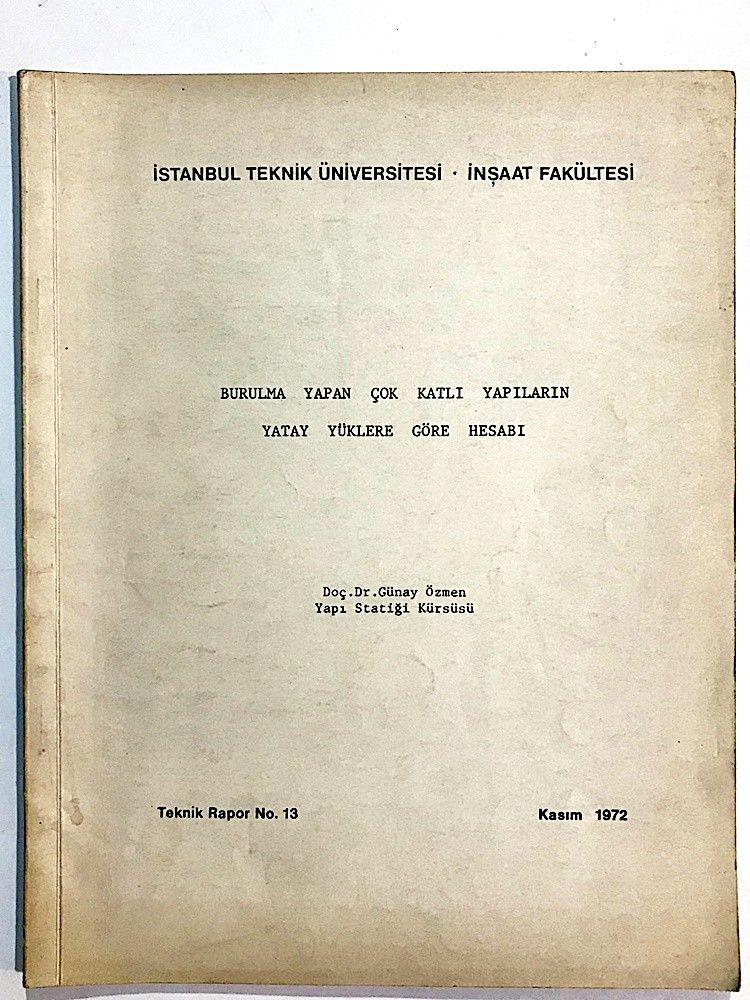 İSTANBUL TEKNİK ÜNİVERSİTESİ · İNŞAAT FAKÜLTESİ
BURULMA YAPAN ÇOK KATLI YAPILARIN
YATAY YÜKLERE GÖRE HESABI
Doç.Dr.Günay Özmen
Yapı Statiği Kürsüsü
Teknik Rapor No. 13 Kasım 1972